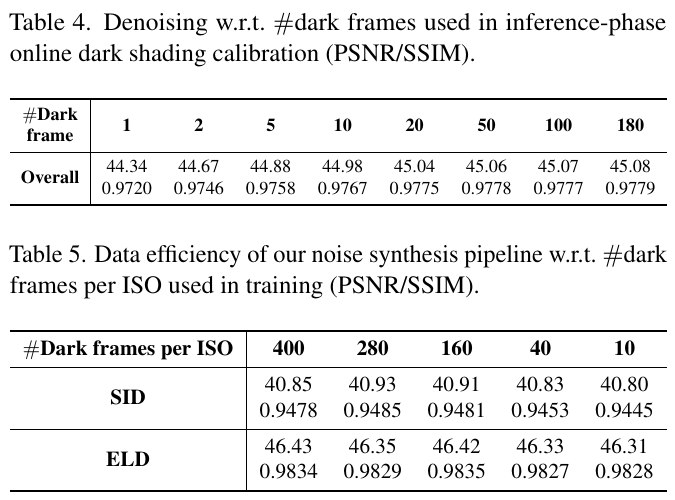 Table 4. Denoising w.r.t. #dark frames used in inference-phase
online dark shading calibration (PSNR/SSIM).
#Dark frame 1 2 5 10 20 50 100 180
Overall 44.34 44.67 44.88 44.98 45.04 45.06 45.07 45.08
0.9720 0.9746 0.9758 0.9767 0.9775 0.9778 0.9777 0.9779
Table 5. Data efficiency of our noise synthesis pipeline w.r.t. #dark
frames per ISO used in training (PSNR/SSIM).
#Dark frames per ISO 400 280 160 40 10
SID 40.85 40.93 40.91 40.83 40.80
0.9478 0.9485 0.9481 0.9453 0.9445
ELD 46.43 46.35 46.42 46.33 46.31
0.9834 0.9829 0.9835 0.9827 0.9828